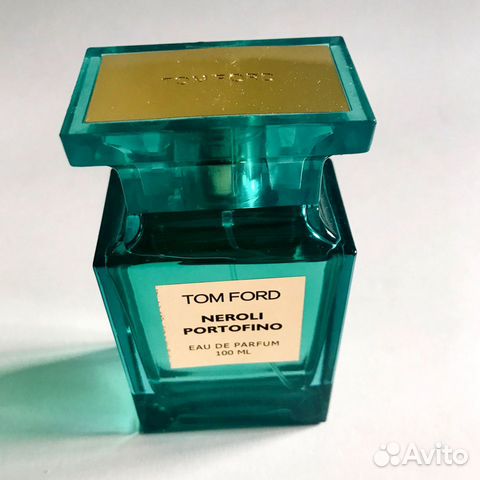 TOM FORD
TOM FORD
NEROLI
PORTOFINO
EAU DE PARFUM
100 ML
Avito